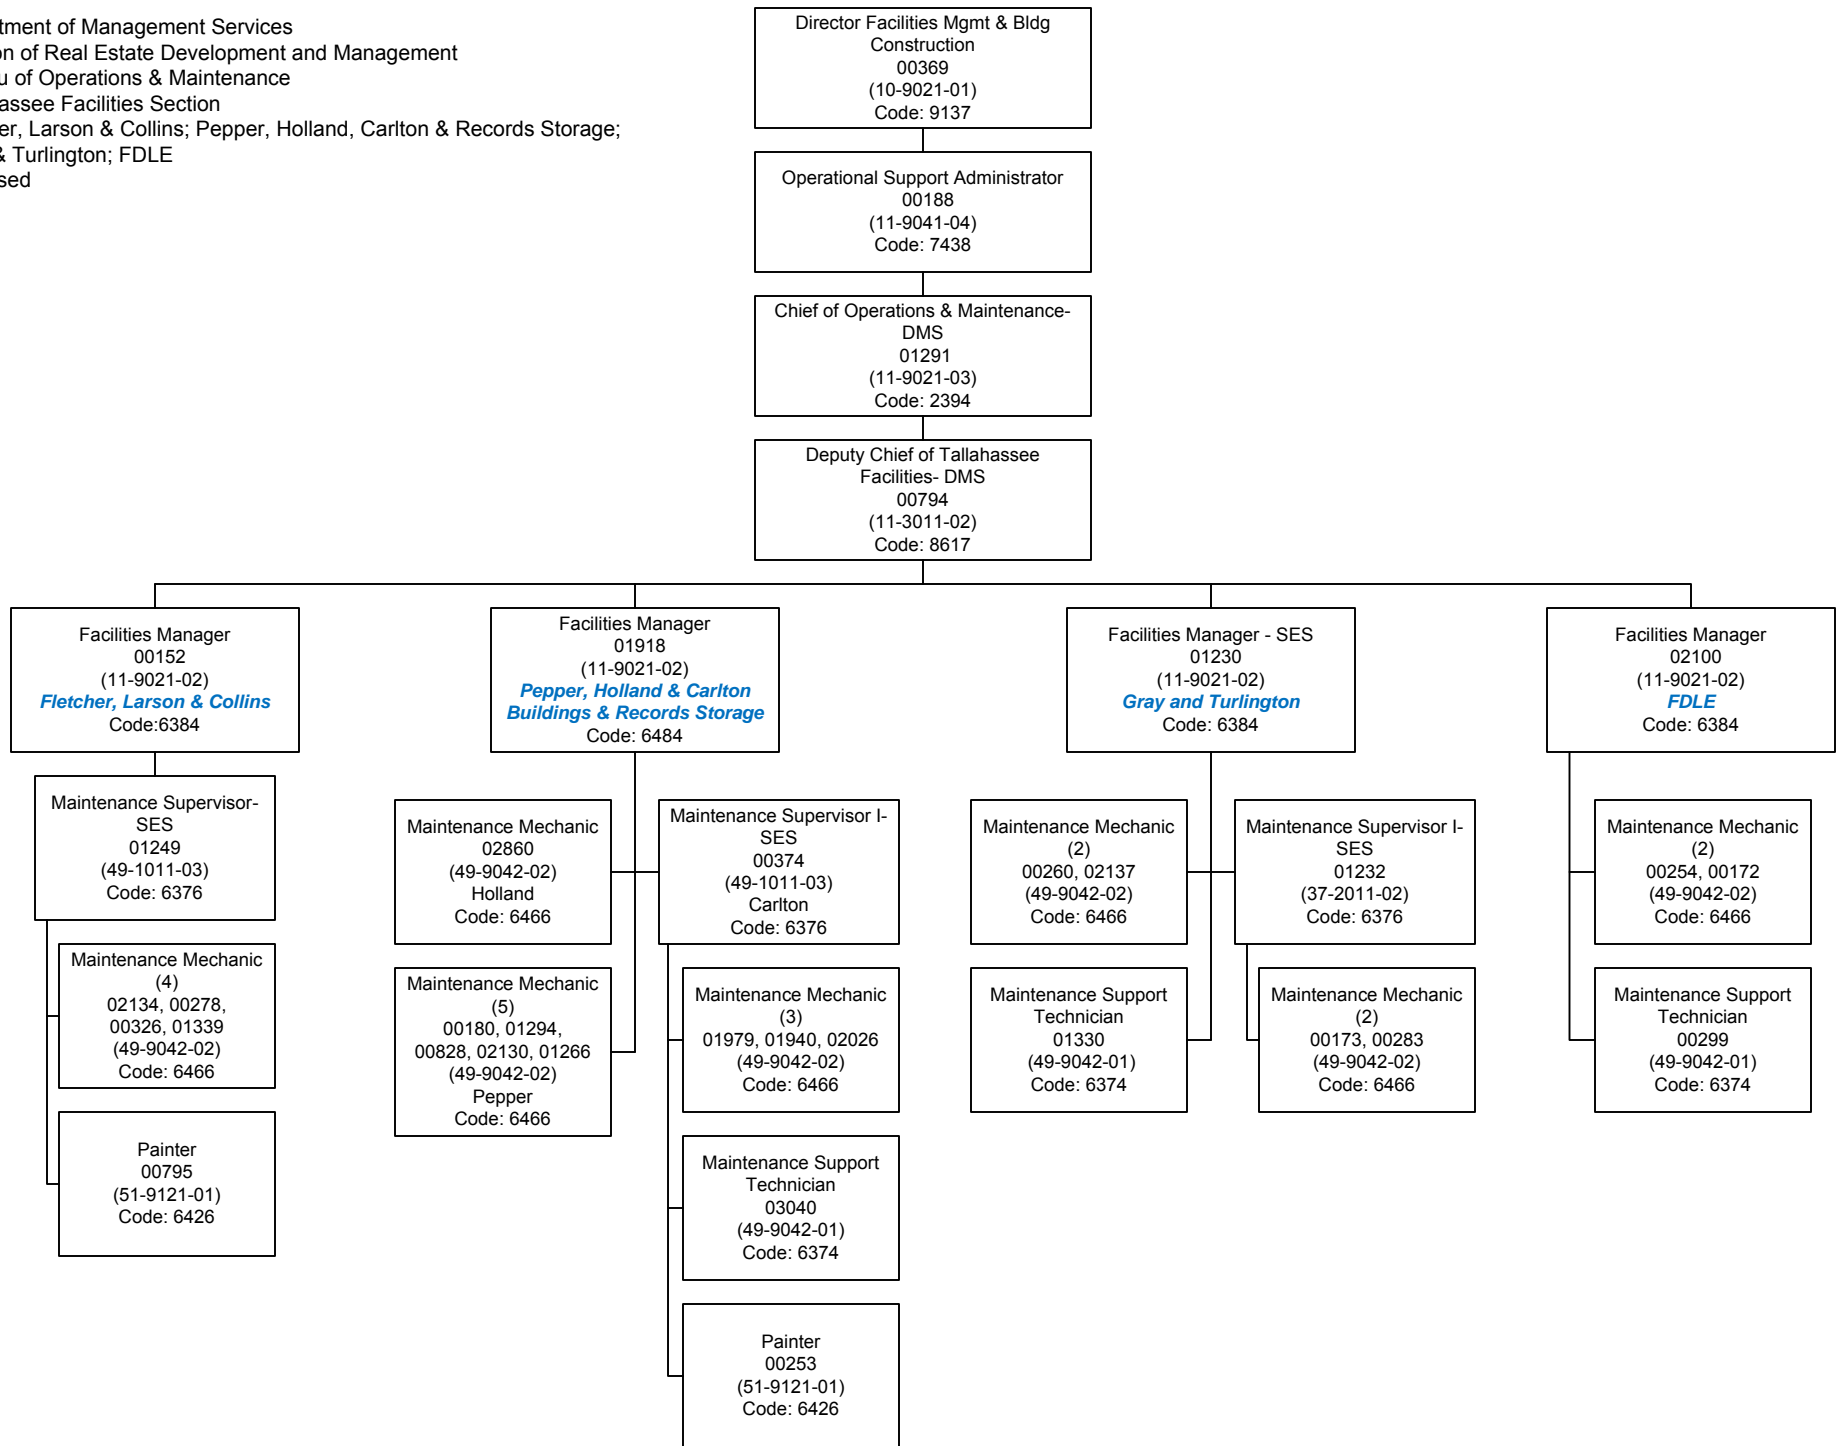 tment of Management Services
on of Real Estate Development and Management
u of Operations & Maintenance
assee Facilities Section
er, Larson & Collins; Pepper, Holland, Carlton & Records Storage;
& Turlington; FDLE
sed
Director Facilities Mgmt & Bldg
Construction
00369
(10-9021-01)
Code: 9137
Operational Support Administrator
00188
(11-9041-04)
Code: 7438
Chief of Operations & Maintenance-
DMS
01291
(11-9021-03)
Code: 2394
Deputy Chief of Tallahassee
Facilities- DMS
00794
(11-3011-02)
Code: 8617
Facilities Manager
00152
(11-9021-02)
Fletcher, Larson & Collins
Code:6384
Facilities Manager
01918
(11-9021-02)
Pepper, Holland & Carlton
Buildings & Records Storage
Code: 6484
Facilities Manager - SES
01230
(11-9021-02)
Gray and Turlington
Code: 6384
Facilities Manager
02100
(11-9021-02)
FDLE
Code: 6384
Maintenance Supervisor-
SES
01249
(49-1011-03)
Code: 6376
Maintenance Mechanic
(4)
02134, 00278,
00326, 01339
(49-9042-02)
Code: 6466
Painter
00795
(51-9121-01)
Code: 6426
Maintenance Mechanic
02860
(49-9042-02)
Holland
Code: 6466
Maintenance Mechanic
(5)
00180, 01294,
00828, 02130, 01266
(49-9042-02)
Pepper
Code: 6466
Maintenance Supervisor I-
SES
00374
(49-1011-03)
Carlton
Code: 6376
Maintenance Mechanic
(3)
01979, 01940, 02026
(49-9042-02)
Code: 6466
Maintenance Support
Technician
03040
(49-9042-01)
Code: 6374
Painter
00253
(51-9121-01)
Code: 6426
Maintenance Mechanic
(2)
00260, 02137
(49-9042-02)
Code: 6466
Maintenance Support
Technician
01330
(49-9042-01)
Code: 6374
Maintenance Supervisor I-
SES
01232
(37-2011-02)
Code: 6376
Maintenance Mechanic
(2)
00173, 00283
(49-9042-02)
Code: 6466
Maintenance Mechanic
(2)
00254, 00172
(49-9042-02)
Code: 6466
Maintenance Support
Technician
00299
(49-9042-01)
Code: 6374